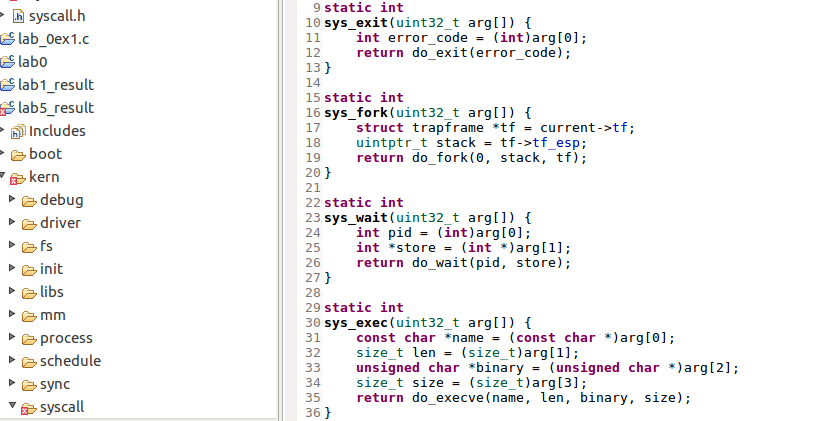 syscall.h
lab_0ex1.c
lab0
lab1_result
lab5_result
Includes
boot
kern
debug
driver
fs
init
libs
mm
process
schedule
sync
syscall
9 static int
10 sys_exit(uint32_t arg[]) {
11     int error_code = (int)arg[0];
12     return do_exit(error_code);
13 }
14
15 static int
16 sys_fork(uint32_t arg[]) {
17     struct trapframe *tf = current->tf;
18     uintptr_t stack = tf->tf_esp;
19     return do_fork(0, stack, tf);
20 }
21
22 static int
23 sys_wait(uint32_t arg[]) {
24     int pid = (int)arg[0];
25     int *store = (int *)arg[1];
26     return do_wait(pid, store);
27 }
28
29 static int
30 sys_exec(uint32_t arg[]) {
31     const char *name = (const char *)arg[0];
32     size_t len = (size_t)arg[1];
33     unsigned char *binary = (unsigned char *)arg[2];
34     size_t size = (size_t)arg[3];
35     return do_execve(name, len, binary, size);
36 }